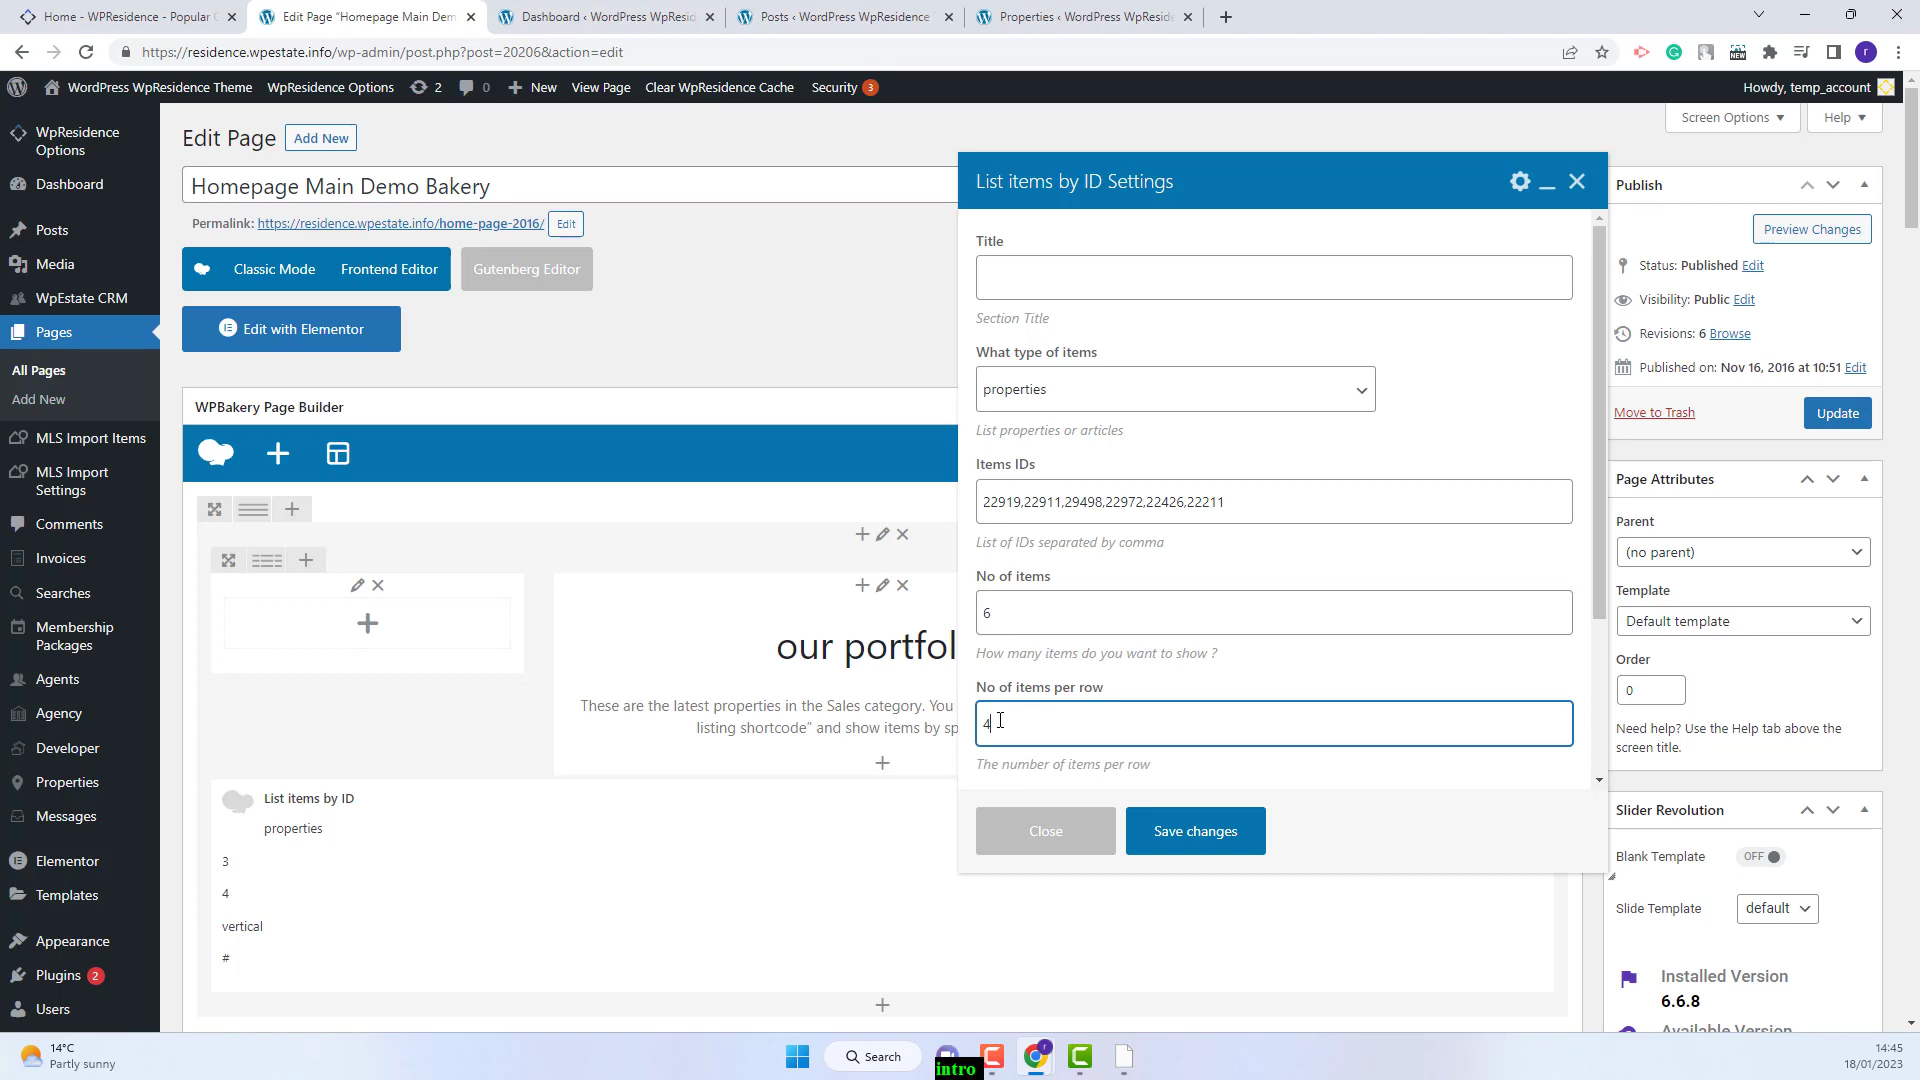 Home - WPResidence - Popular
Edit Page "Homepage Main Dem
Dashboard ‹ WordPress WpResid
Posts ‹ WordPress WpResidence
Properties ‹ WordPress WpReside
https://residence.wpestate.info/wp-admin/post.php?post=20206&action=edit
WordPress WpResidence Theme
WpResidence Options
2
0
New
View Page
Clear WpResidence Cache
Security 3
Howdy, temp_account
WpResidence
Options
Dashboard
Posts
Media
WpEstate CRM
Pages
All Pages
Add New
MLS Import Items
MLS Import
Settings
Comments
Invoices
Searches
Membership
Packages
Agents
Agency
Developer
Properties
Messages
Elementor
Templates
Appearance
Plugins 2
Users
Edit Page
Add New
Screen Options
Help
Homepage Main Demo Bakery
Permalink: https://residence.wpestate.info/home-page-2016/ Edit
Classic Mode
Frontend Editor
Gutenberg Editor
Edit with Elementor
WPBakery Page Builder
our portfol
These are the latest properties in the Sales category. You
listing shortcode" and show items by sp
List items by ID
properties
3
4
vertical
#
List items by ID Settings
Title
Section Title
What type of items
properties
List properties or articles
Items IDs
22919,22911,29498,22972,22426,22211
List of IDs separated by comma
No of items
6
How many items do you want to show ?
No of items per row
4
The number of items per row
Close
Save changes
Publish
Preview Changes
Status: Published Edit
Visibility: Public Edit
Revisions: 6 Browse
Published on: Nov 16, 2016 at 10:51 Edit
Move to Trash
Update
Page Attributes
Parent
(no parent)
Template
Default template
Order
0
Need help? Use the Help tab above the
screen title.
Slider Revolution
Blank Template
OFF
Slide Template
default
Installed Version
6.6.8
Available Version
14°C
Partly sunny
Search
intro
14:45
18/01/2023